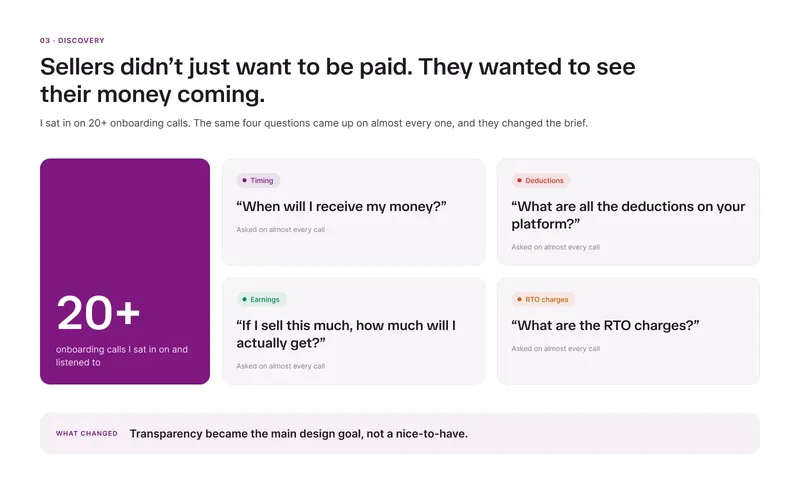 03 · DISCOVERY
Sellers didn’t just want to be paid. They wanted to see
their money coming.
I sat in on 20+ onboarding calls. The same four questions came up on almost every one, and they changed the brief.
20+
onboarding calls I sat in on and
listened to
Timing
“When will I receive my money?”
Asked on almost every call
Deductions
“What are all the deductions on your
platform?”
Asked on almost every call
Earnings
“If I sell this much, how much will I
actually get?”
Asked on almost every call
RTO charges
“What are the RTO charges?”
Asked on almost every call
WHAT CHANGED
Transparency became the main design goal, not a nice-to-have.